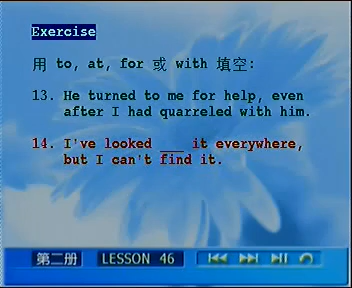 Exercise
用 to, at, for 或 with 填空:
13. He turned to me for help, even
after I had quarreled with him.
14. I've looked ___ it everywhere,
but I can't find it.
第二册 LESSON 46